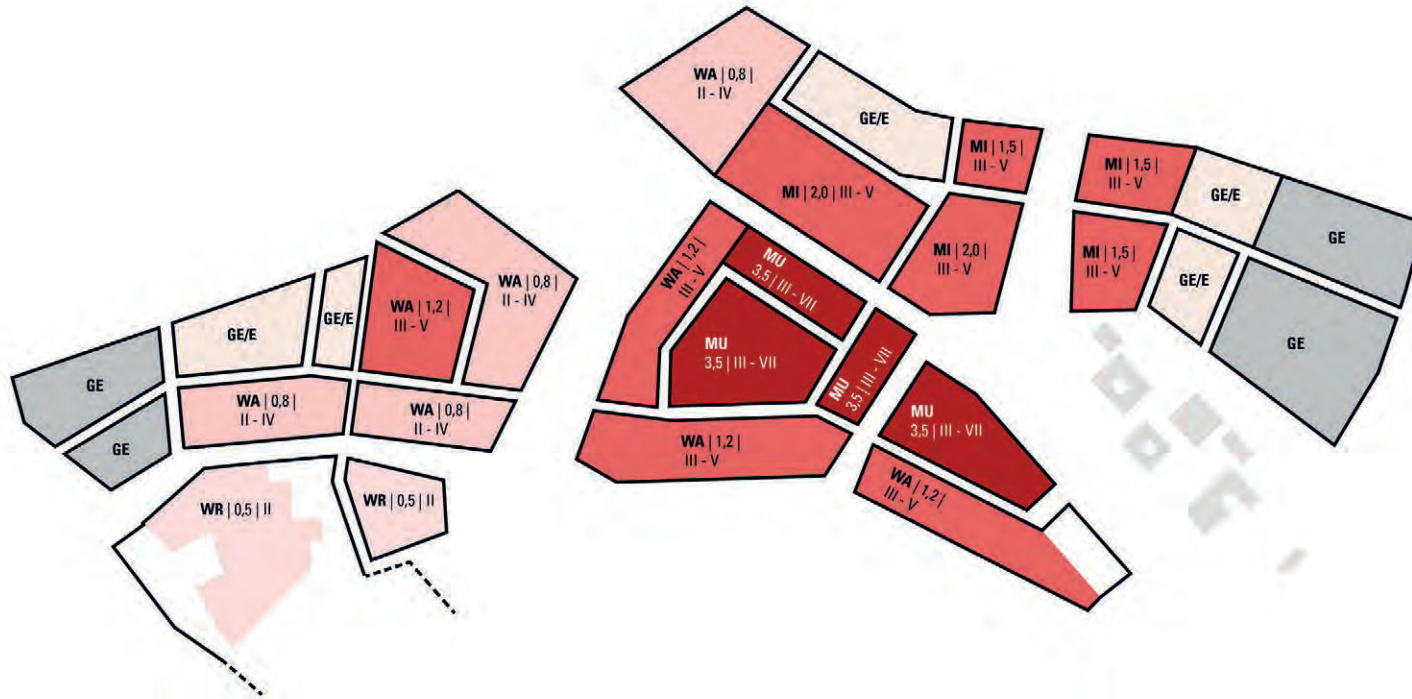 WA | 0,8 |
II - IV
GE/E
MI | 1,5 |
III - V
MI | 2,0 | III - V
MI | 1,5 |
III - V
GE/E
GE
MI | 2,0 |
III - V
MI | 1,5 |
III - V
GE/E
GE
WA | 1,2 |
III - V
MU
3,5 | III - VII
MU
3,5 | III - VII
MU
3,5 | III - VII
MU
3,5 | III - VII
WA | 1,2 |
III - V
WA | 1,2 |
III - V
WA | 0,8 |
II - IV
WA | 1,2 |
III - V
GE/E
GE/E
GE
GE
WA | 0,8 |
II - IV
WA | 0,8 |
II - IV
WR | 0,5 | II
WR | 0,5 | II